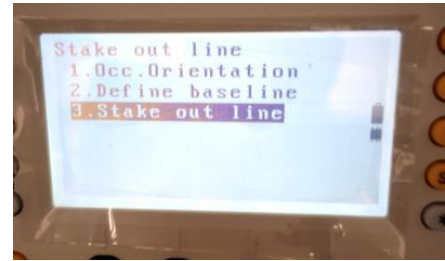 Stake out line
1.Occ.Orientation
2.Define baseline
3.Stake out line